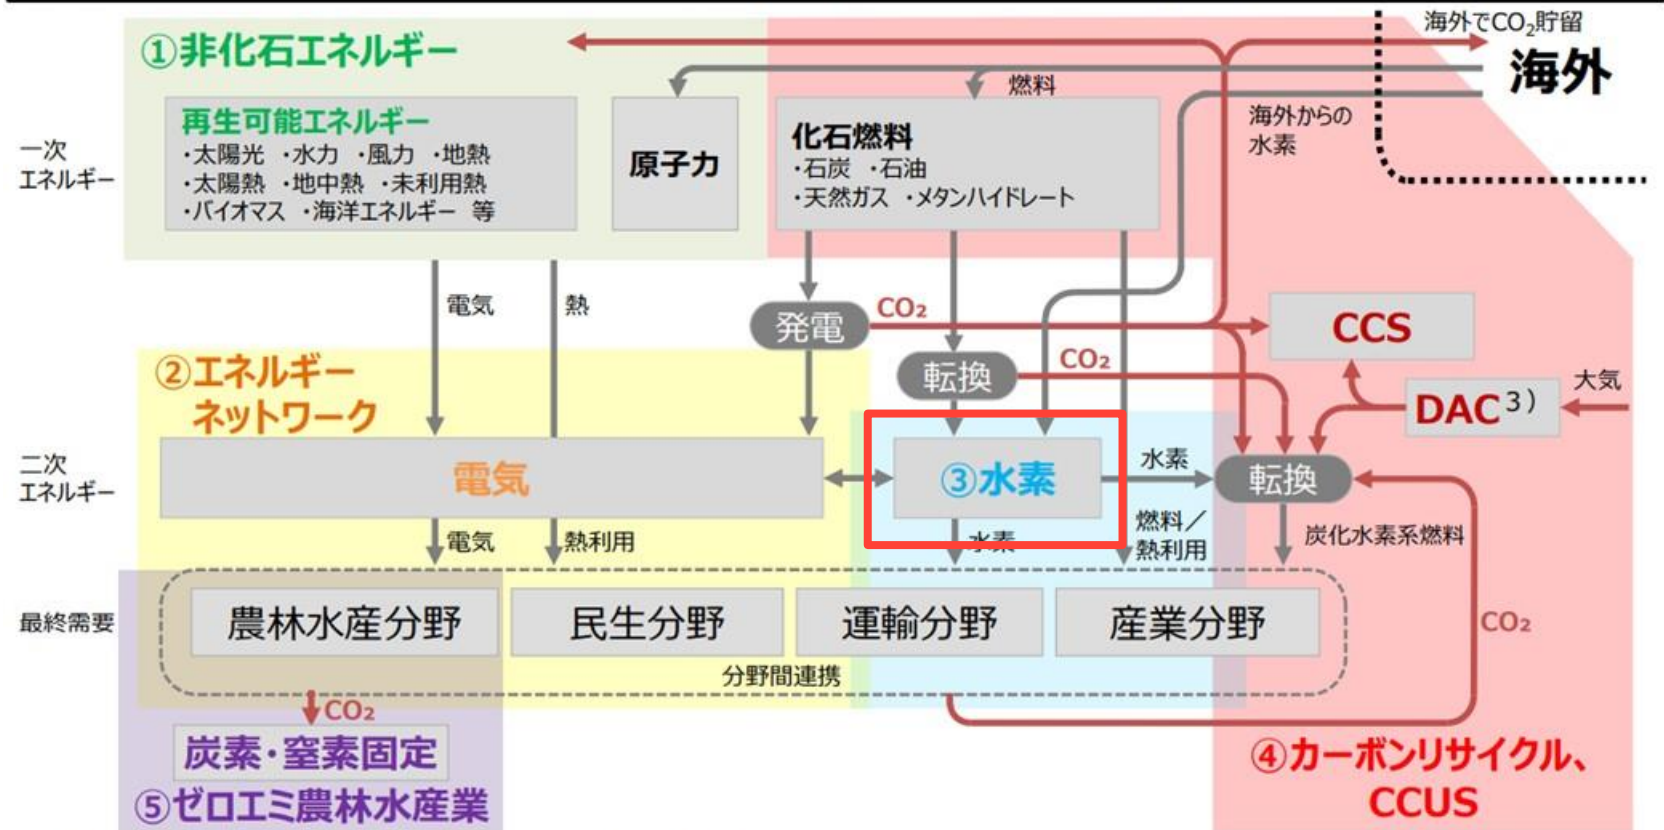 ①非化石エネルギー
海外でCO₂貯留
海外
燃料
海外からの
水素
一次
エネルギー
再生可能エネルギー
・太陽光 ・水力 ・風力 ・地熱
・太陽熱 ・地中熱 ・未利用熱
・バイオマス ・海洋エネルギー 等
原子力
化石燃料
・石炭 ・石油
・天然ガス ・メタンハイドレート
電気
熱
発電
CO₂
CCS
転換
CO₂
大気
DAC³⁾
②エネルギー
ネットワーク
二次
エネルギー
電気
③水素
水素
転換
電気
熱利用
水素
燃料/
熱利用
炭化水素系燃料
最終需要
農林水産分野
民生分野
運輸分野
産業分野
CO₂
分野間連携
CO₂
炭素・窒素固定
⑤ゼロエミ農林水産業
④カーボンリサイクル、
CCUS